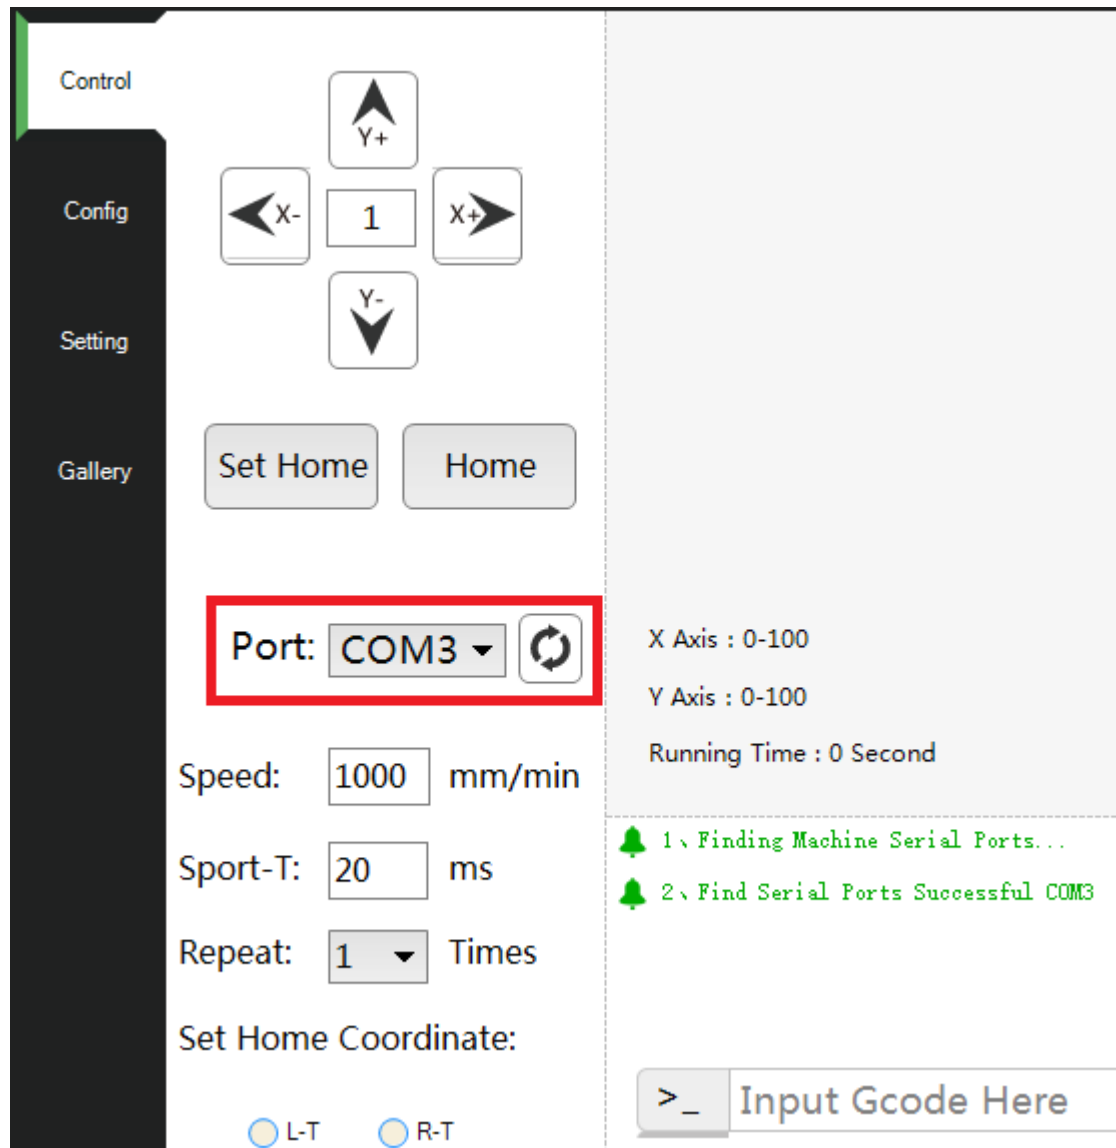 Control
Config
Setting
Gallery
Y+
X- 1 X+
Y-
Set Home Home
Port: COM3
Speed: 1000 mm/min
Sport-T: 20 ms
Repeat: 1 Times
Set Home Coordinate:
L-T R-T
X Axis : 0-100
Y Axis : 0-100
Running Time : 0 Second
1、Finding Machine Serial Ports...
2、Find Serial Ports Successful COM3
>_ Input Gcode Here